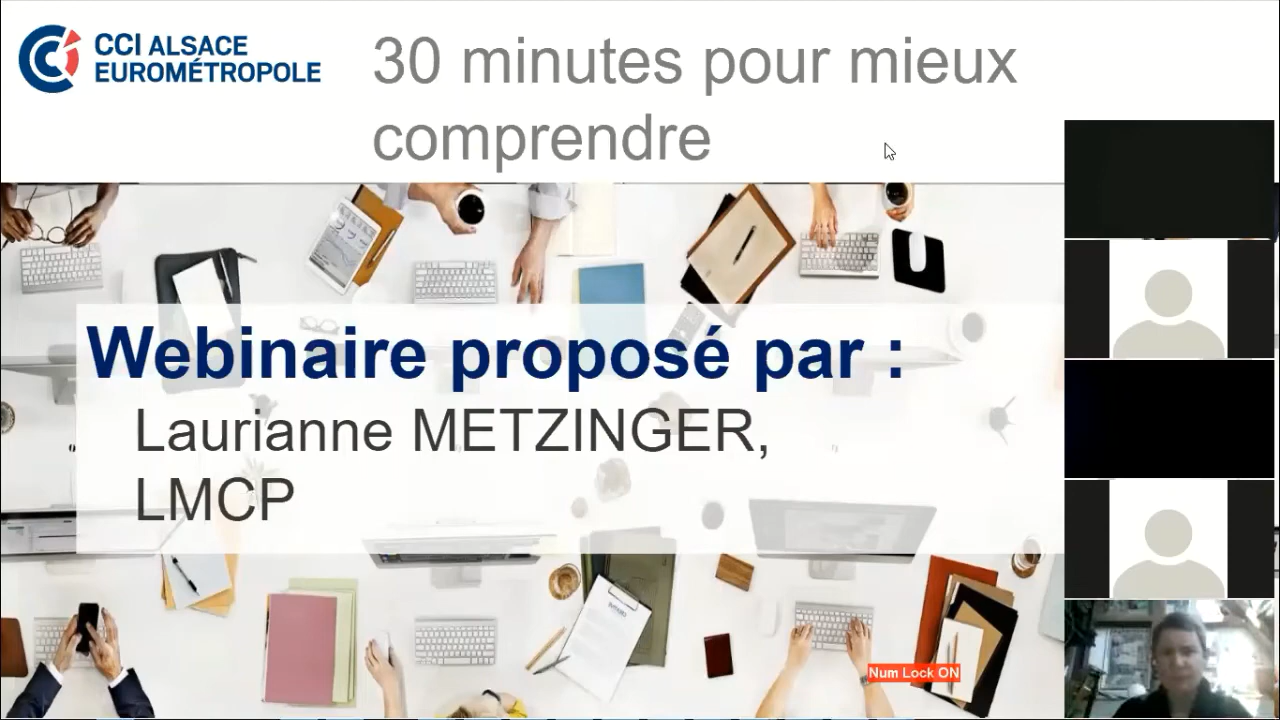 CCI ALSACE
EUROMÉTROPOLE
30 minutes pour mieux
comprendre
Webinaire proposé par :
Laurianne METZINGER,
LMCP
Num Lock ON